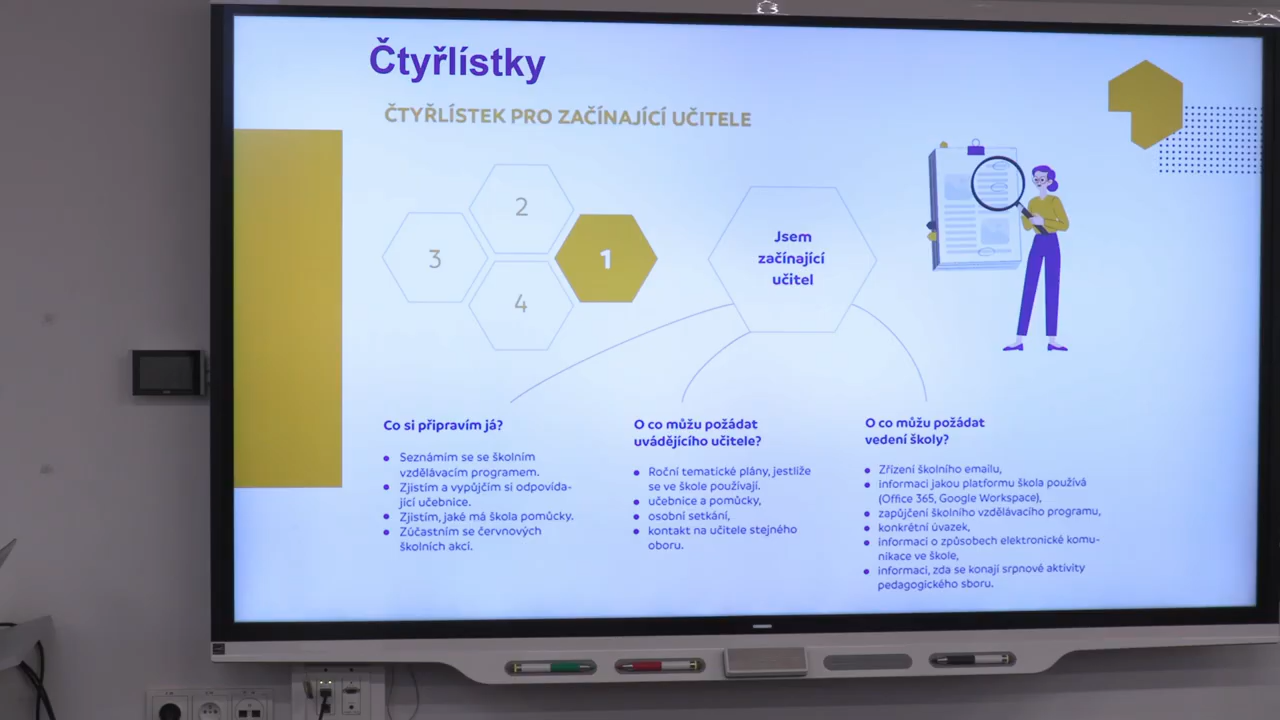 Čtyřlístky
ČTYŘLÍSTEK PRO ZAČÍNAJÍCÍ UČITELE
2
3
1
4
Jsem
začínající
učitel
Co si připravím já?
Seznámím se se školním
vzdělávacím programem.
Zjistím a vypůjčím si odpovída-
jící učebnice.
Zjistím, jaké má škola pomůcky.
Zúčastním se červnových
školních akcí.
O co můžu požádat
uvádějícího učitele?
Roční tematické plány, jestliže
se ve škole používají.
učebnice a pomůcky,
osobní setkání,
kontakt na učitele stejného
oboru.
O co můžu požádat
vedení školy?
Zřízení školního emailu,
informaci jakou platformu škola používá
(Office 365, Google Workspace),
zapůjčení školního vzdělávacího programu,
konkrétní úvazek,
informaci o způsobech elektronické komu-
nikace ve škole,
informaci, zda se konají srpnové aktivity
pedagogického sboru.